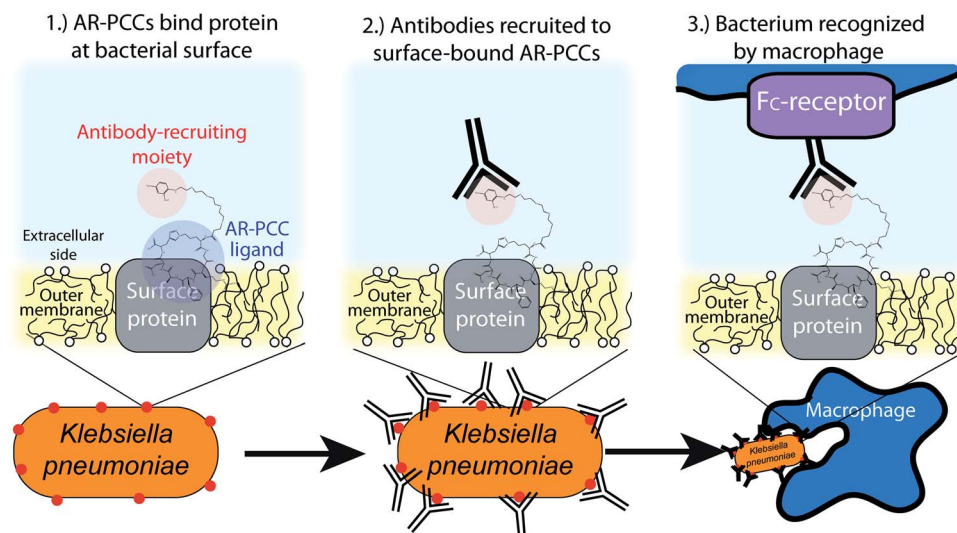 1.) AR-PCCs bind protein
at bacterial surface
2.) Antibodies recruited to
surface-bound AR-PCCs
3.) Bacterium recognized
by macrophage
Antibody-recruiting
moiety
AR-PCC
ligand
Extracellular
side
Outer
membrane
Surface
protein
Klebsiella
pneumoniae
Outer
membrane
Surface
protein
Klebsiella
pneumoniae
Fc-receptor
Outer
membrane
Surface
protein
Macrophage
Klebsiella
pneumoniae